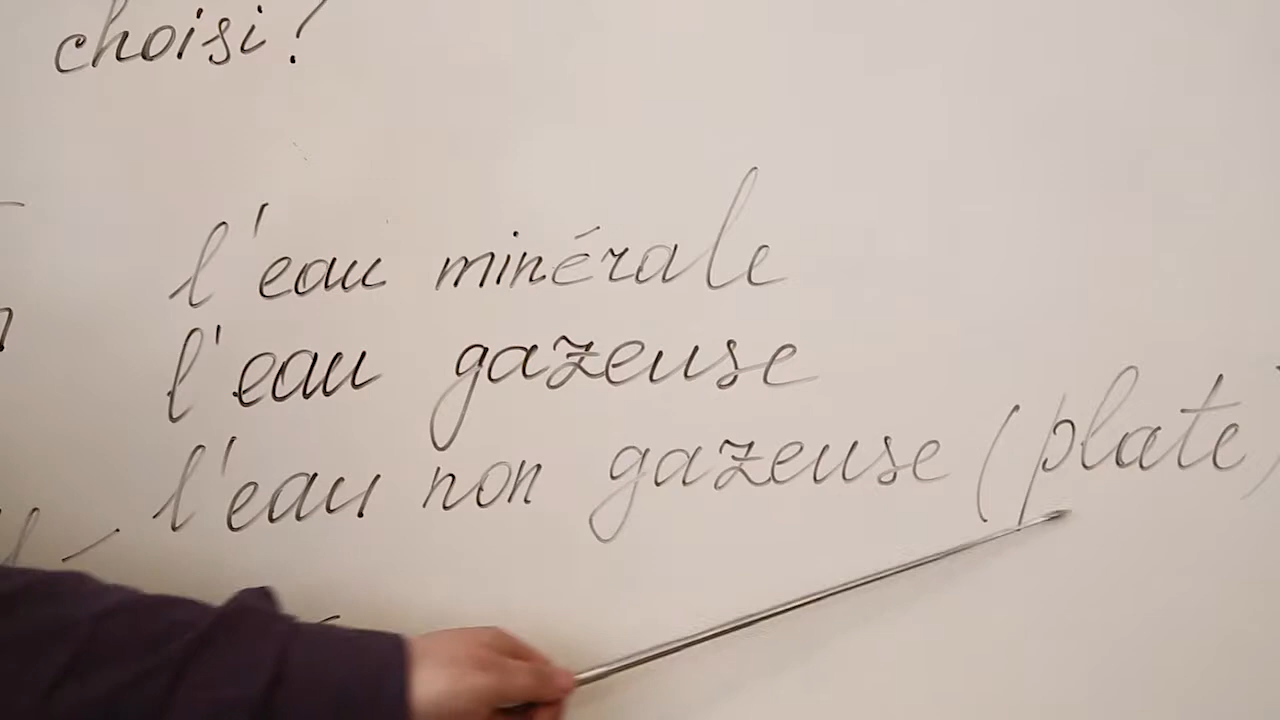 choisi?
l'eau minérale
l'eau gazeuse
l'eau non gazeuse (plate)